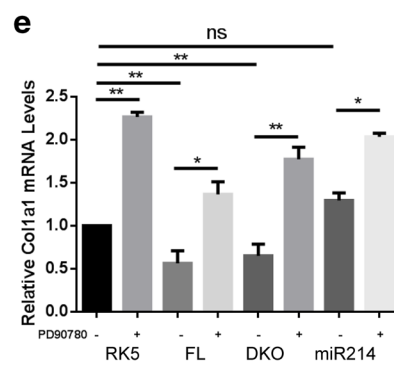 e
ns
**
**
**
*
**
*
Relative Col1a1 mRNA Levels
2.5
2.0
1.5
1.0
0.5
0.0
PD90780 - + - + - + - +
RK5 FL DKO miR214